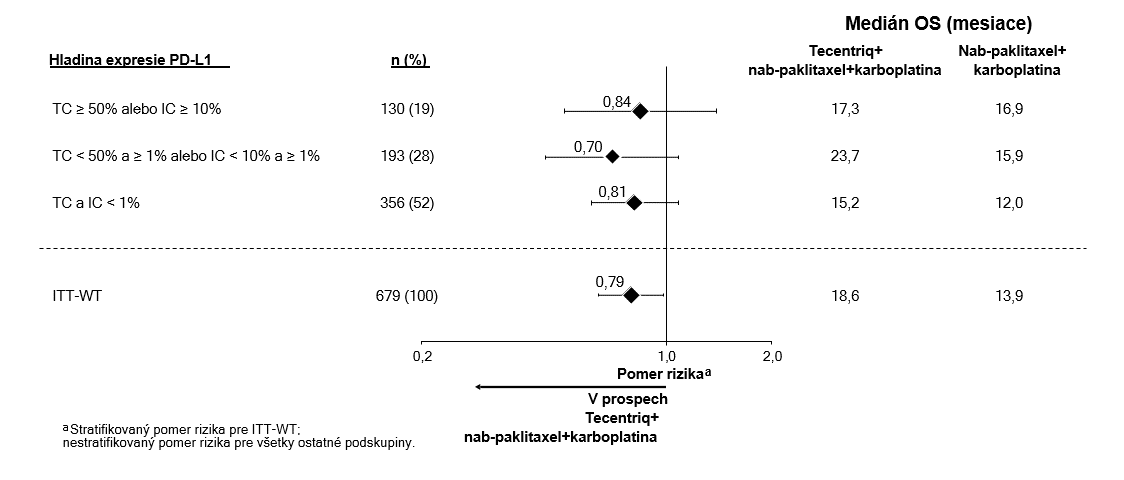 Medián OS (mesiace)
Hladina expresie PD-L1 n (%) Tecentriq+ nab-paklitaxel+karboplatina Nab-paklitaxel+ karboplatina
TC ≥ 50% alebo IC ≥ 10% 130 (19) 0,84 17,3 16,9
TC < 50% a ≥ 1% alebo IC < 10% a ≥ 1% 193 (28) 0,70 23,7 15,9
TC a IC < 1% 356 (52) 0,81 15,2 12,0
ITT-WT 679 (100) 0,79 18,6 13,9
0,2 1,0 2,0
Pomer rizikaᵃ
V prospech
Tecentriq+
nab-paklitaxel+karboplatina
ᵃStratifikovaný pomer rizika pre ITT-WT;
nestratifikovaný pomer rizika pre všetky ostatné podskupiny.